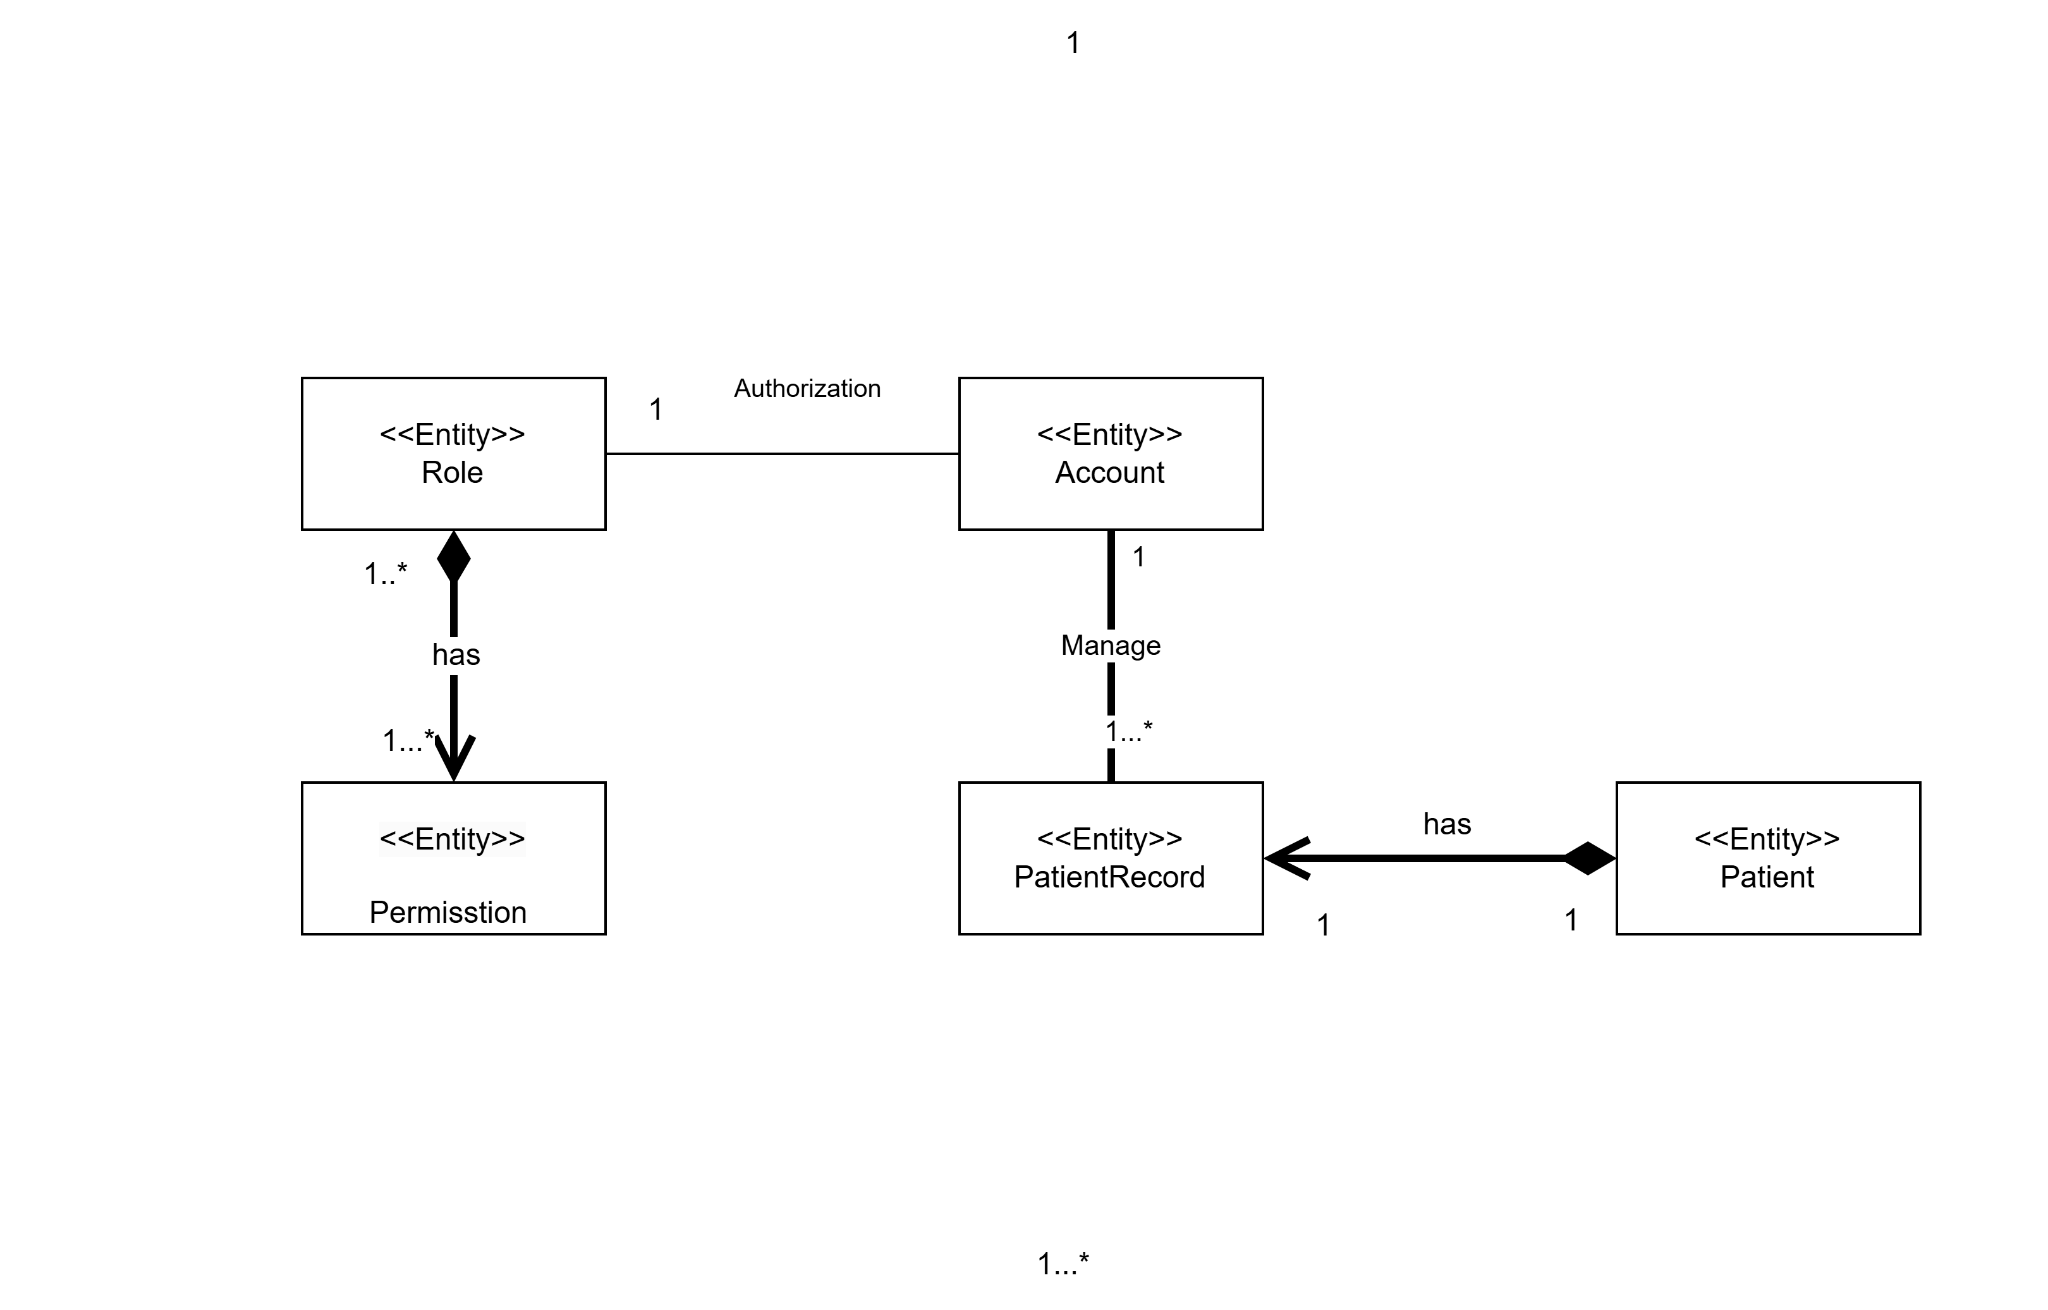 1
Authorization
1
<<Entity>>
Role
<<Entity>>
Account
1
1..*
Manage
has
1...*
1...*
has
<<Entity>>
Permisstion
<<Entity>>
PatientRecord
<<Entity>>
Patient
1
1
1...*